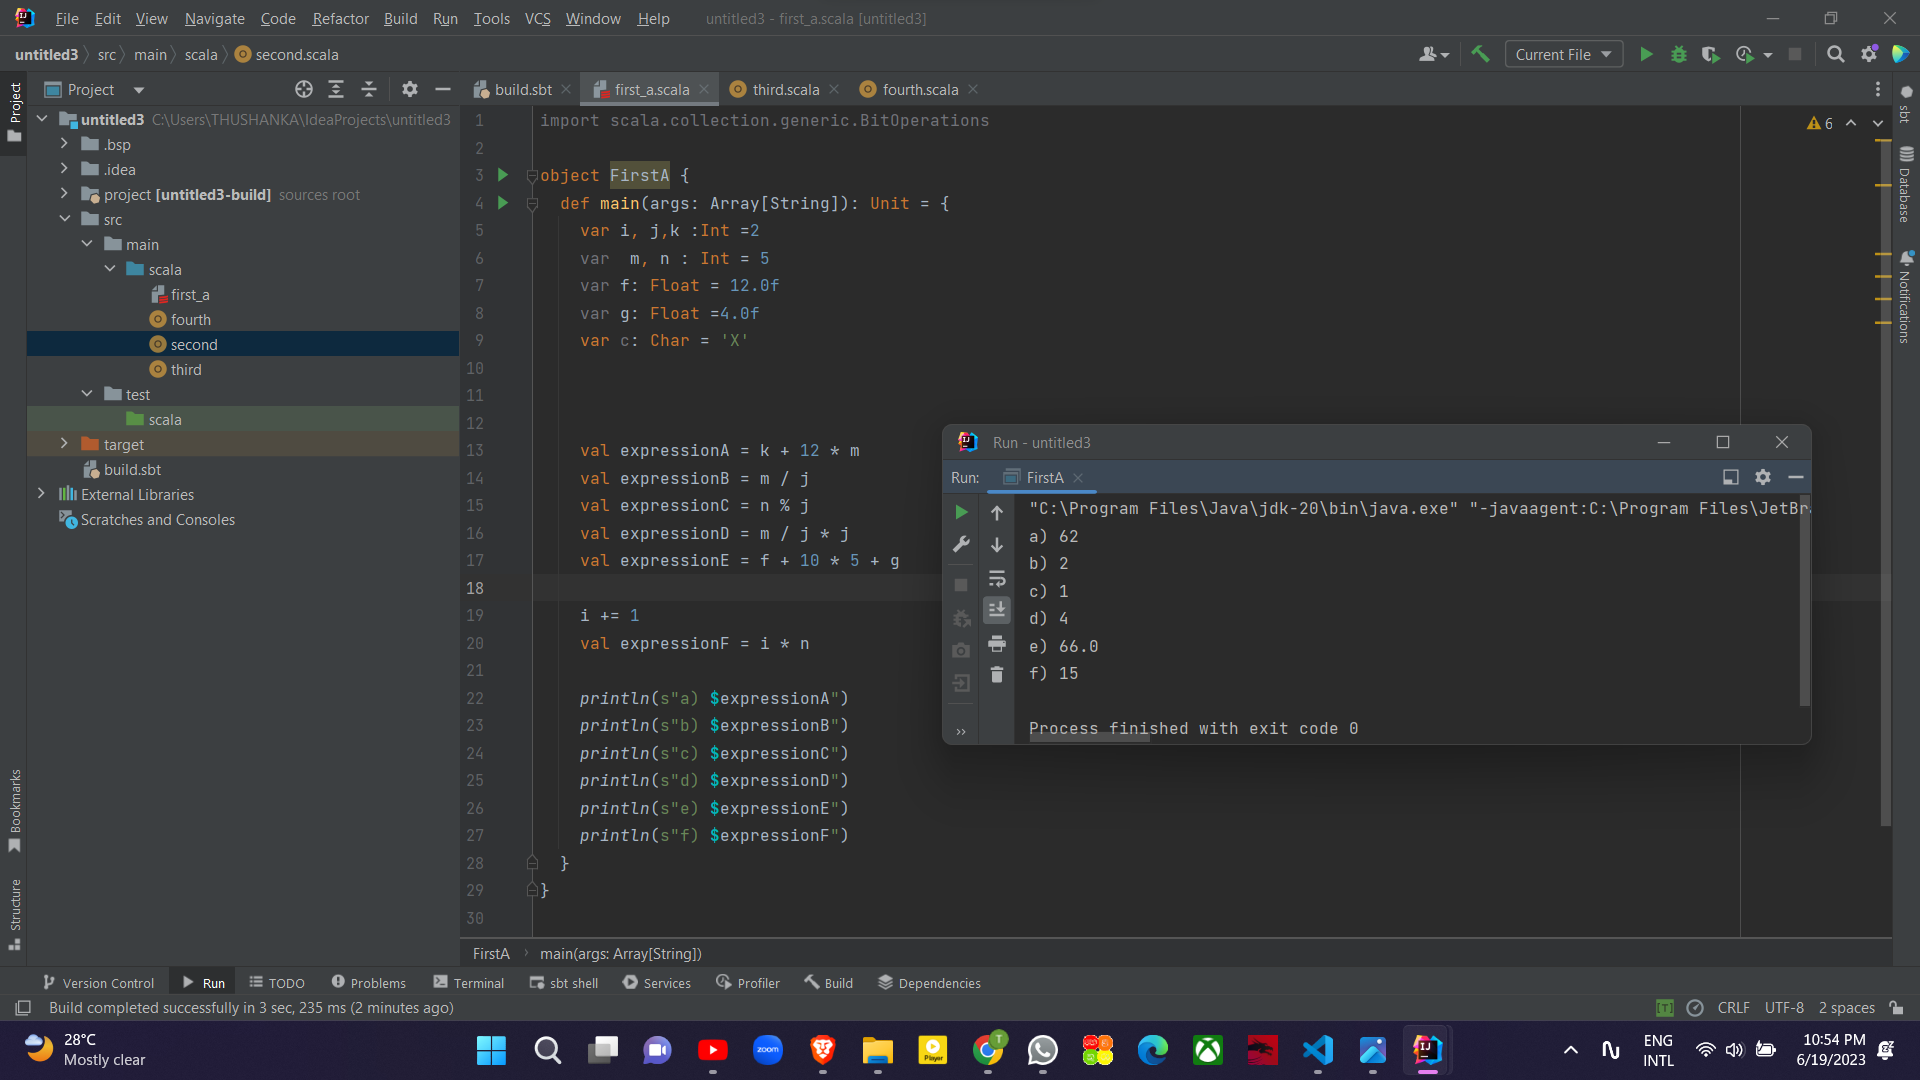 File Edit View Navigate Code Refactor Build Run Tools VCS Window Help untitled3 - first_a.scala [untitled3]
untitled3 src main scala second.scala Current File
Project
build.sbt first_a.scala third.scala fourth.scala
Project
untitled3 C:\Users\THUSHANKA\IdeaProjects\untitled3
.bsp
.idea
project [untitled3-build] sources root
src
main
scala
first_a
fourth
second
third
test
scala
target
build.sbt
External Libraries
Scratches and Consoles
Bookmarks
Structure
6
1 import scala.collection.generic.BitOperations
2
3 object FirstA {
4 def main(args: Array[String]): Unit = {
5 var i, j,k :Int =2
6 var  m, n : Int = 5
7 var f: Float = 12.0f
8 var g: Float =4.0f
9 var c: Char = 'X'
10
11
12
13 val expressionA = k + 12 * m
14 val expressionB = m / j
15 val expressionC = n % j
16 val expressionD = m / j * j
17 val expressionE = f + 10 * 5 + g
18
19 i += 1
20 val expressionF = i * n
21
22 println(s"a) $expressionA")
23 println(s"b) $expressionB")
24 println(s"c) $expressionC")
25 println(s"d) $expressionD")
26 println(s"e) $expressionE")
27 println(s"f) $expressionF")
28 }
29 }
30
Run - untitled3
Run: FirstA
"C:\Program Files\Java\jdk-20\bin\java.exe" "-javaagent:C:\Program Files\JetBra
a) 62
b) 2
c) 1
d) 4
e) 66.0
f) 15
Process finished with exit code 0
sbt
Database
Notifications
FirstA main(args: Array[String])
Version Control Run TODO Problems Terminal sbt shell Services Profiler Build Dependencies
Build completed successfully in 3 sec, 235 ms (2 minutes ago) CRLF UTF-8 2 spaces
28°C
Mostly clear
zoom
Player
T
ENG
INTL
10:54 PM
6/19/2023